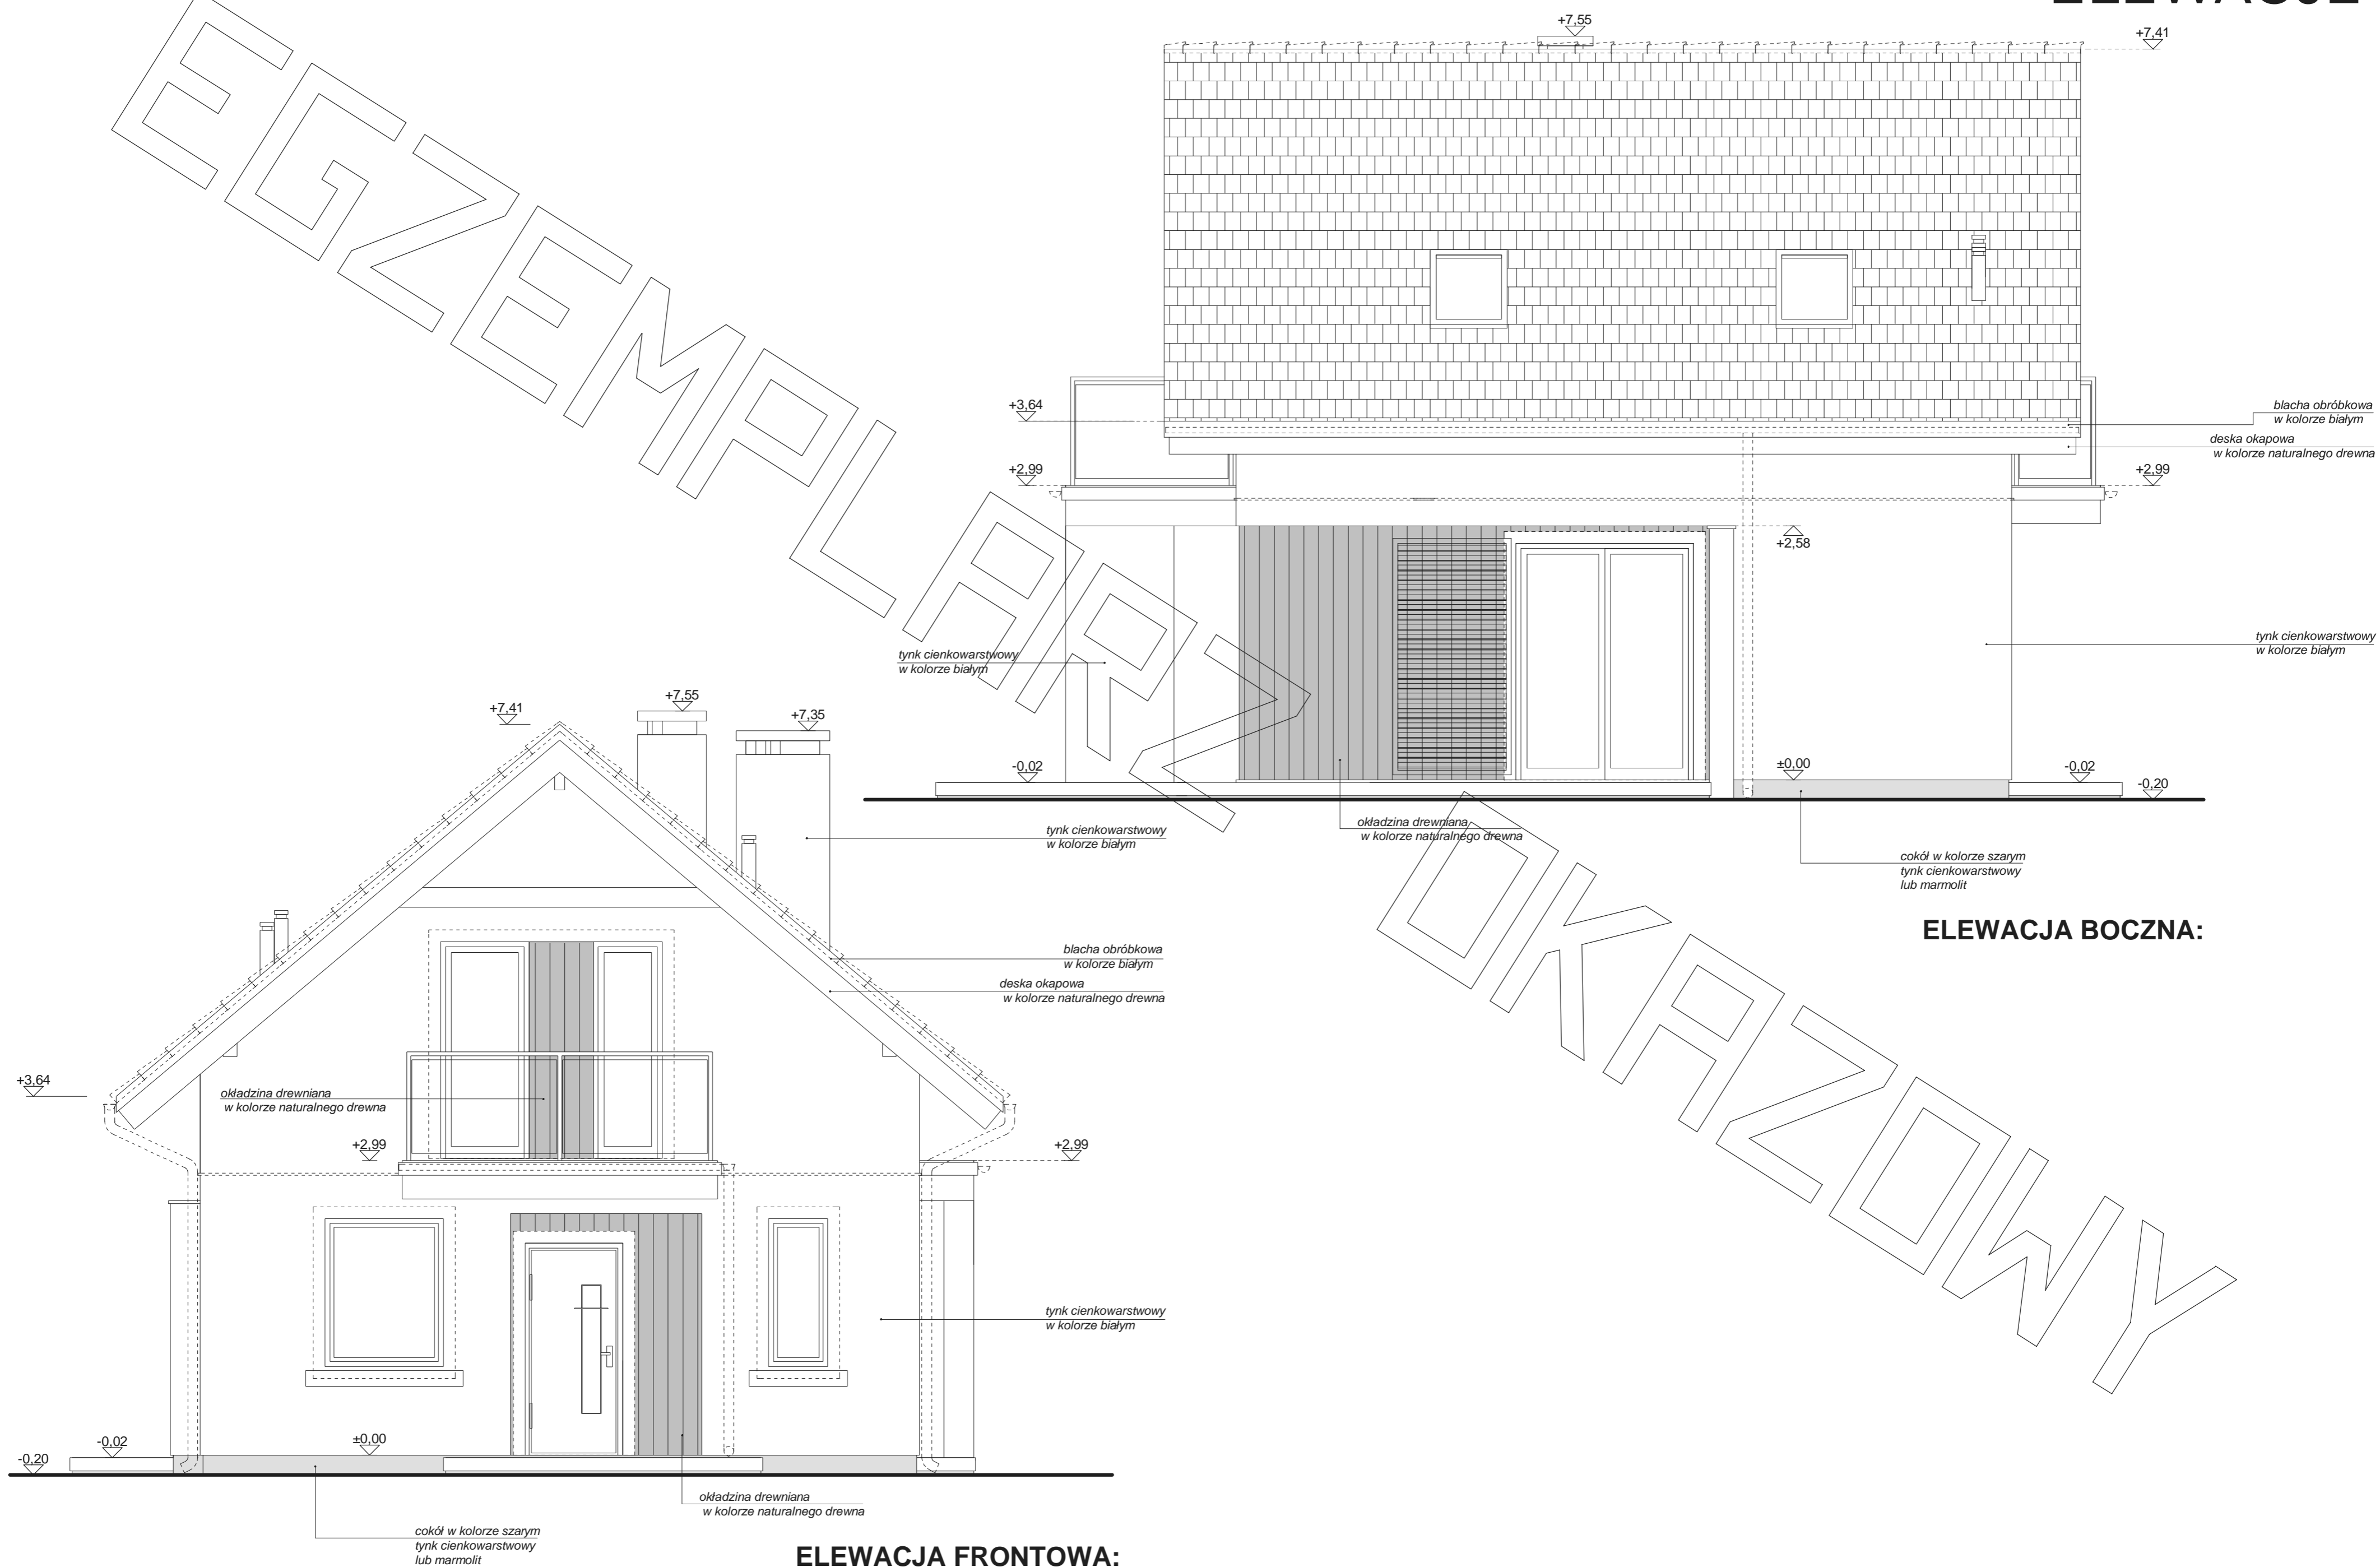 ELEWACJE
EGZEMPLARZ OKAZOWY
+7,55
+7,41
+3,64
blacha obróbkowa
w kolorze białym
deska okapowa
w kolorze naturalnego drewna
+2,99
+2,99
+2,58
tynk cienkowarstwowy
w kolorze białym
tynk cienkowarstwowy
w kolorze białym
-0,02
±0,00
-0,02
-0,20
okładzina drewniana
w kolorze naturalnego drewna
cokół w kolorze szarym
tynk cienkowarstwowy
lub marmolit
ELEWACJA BOCZNA:
+7,41
+7,55
+7,35
tynk cienkowarstwowy
w kolorze białym
blacha obróbkowa
w kolorze białym
deska okapowa
w kolorze naturalnego drewna
+3,64
okładzina drewniana
w kolorze naturalnego drewna
+2,99
+2,99
tynk cienkowarstwowy
w kolorze białym
-0,20
-0,02
±0,00
okładzina drewniana
w kolorze naturalnego drewna
cokół w kolorze szarym
tynk cienkowarstwowy
lub marmolit
ELEWACJA FRONTOWA: